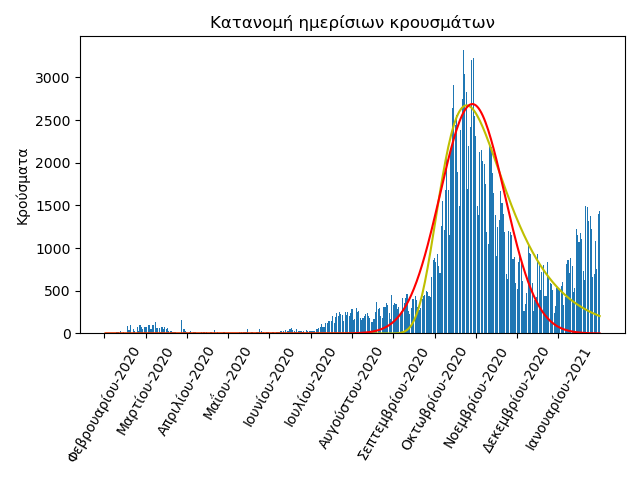 Κατανομή ημερίσιων κρουσμάτων
Κρούσματα
3000
2500
2000
1500
1000
500
0
Φεβρουαρίου-2020
Μαρτίου-2020
Απριλίου-2020
Μαΐου-2020
Ιουνίου-2020
Ιουλίου-2020
Αυγούστου-2020
Σεπτεμβρίου-2020
Οκτωβρίου-2020
Νοεμβρίου-2020
Δεκεμβρίου-2020
Ιανουαρίου-2021